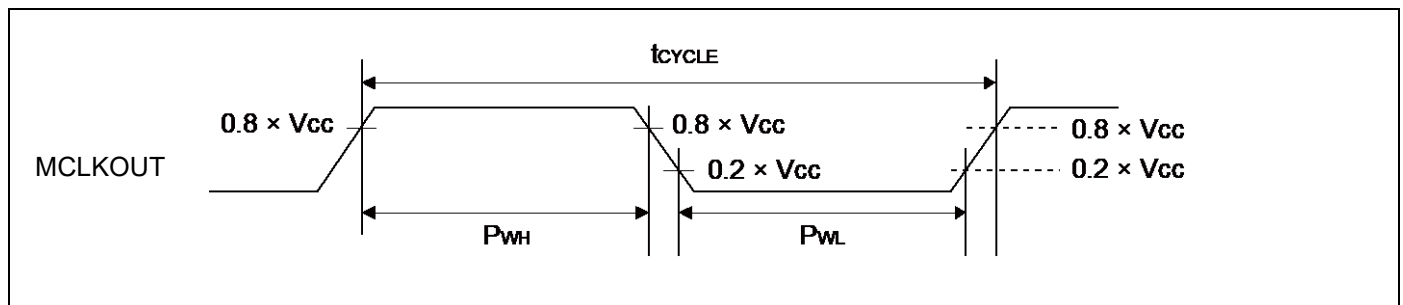 tCYCLE
0.8 × Vcc
0.8 × Vcc
0.8 × Vcc
MCLKOUT
0.2 × Vcc
0.2 × Vcc
PWH
PWL